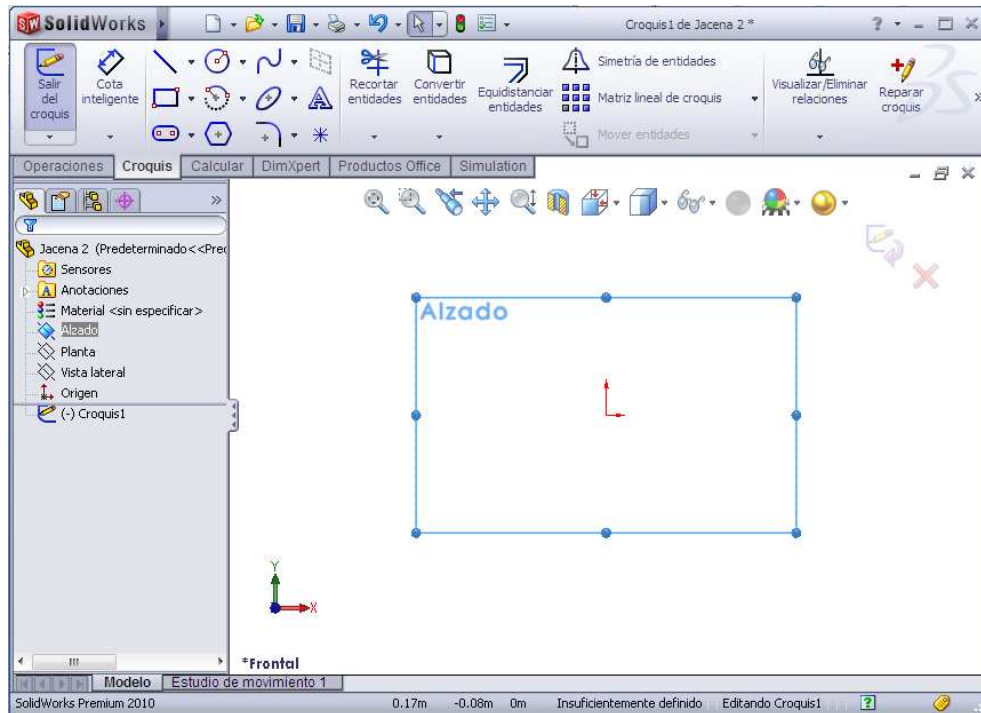 SolidWorks
Croquis1 de Jacena 2 *
Salir del croquis
Cota inteligente
Recortar entidades
Convertir entidades
Equidistanciar entidades
Simetría de entidades
Matriz lineal de croquis
Mover entidades
Visualizar/Eliminar relaciones
Reparar croquis
Operaciones
Croquis
Calcular
DimXpert
Productos Office
Simulation
Jacena 2 (Predeterminado<<Pred
Sensores
Anotaciones
Material <sin especificar>
Alzado
Planta
Vista lateral
Origen
(-) Croquis1
Alzado
Y
X
*Frontal
Modelo
Estudio de movimiento 1
SolidWorks Premium 2010
0.17m -0.08m 0m Insuficientemente definido Editando Croquis1